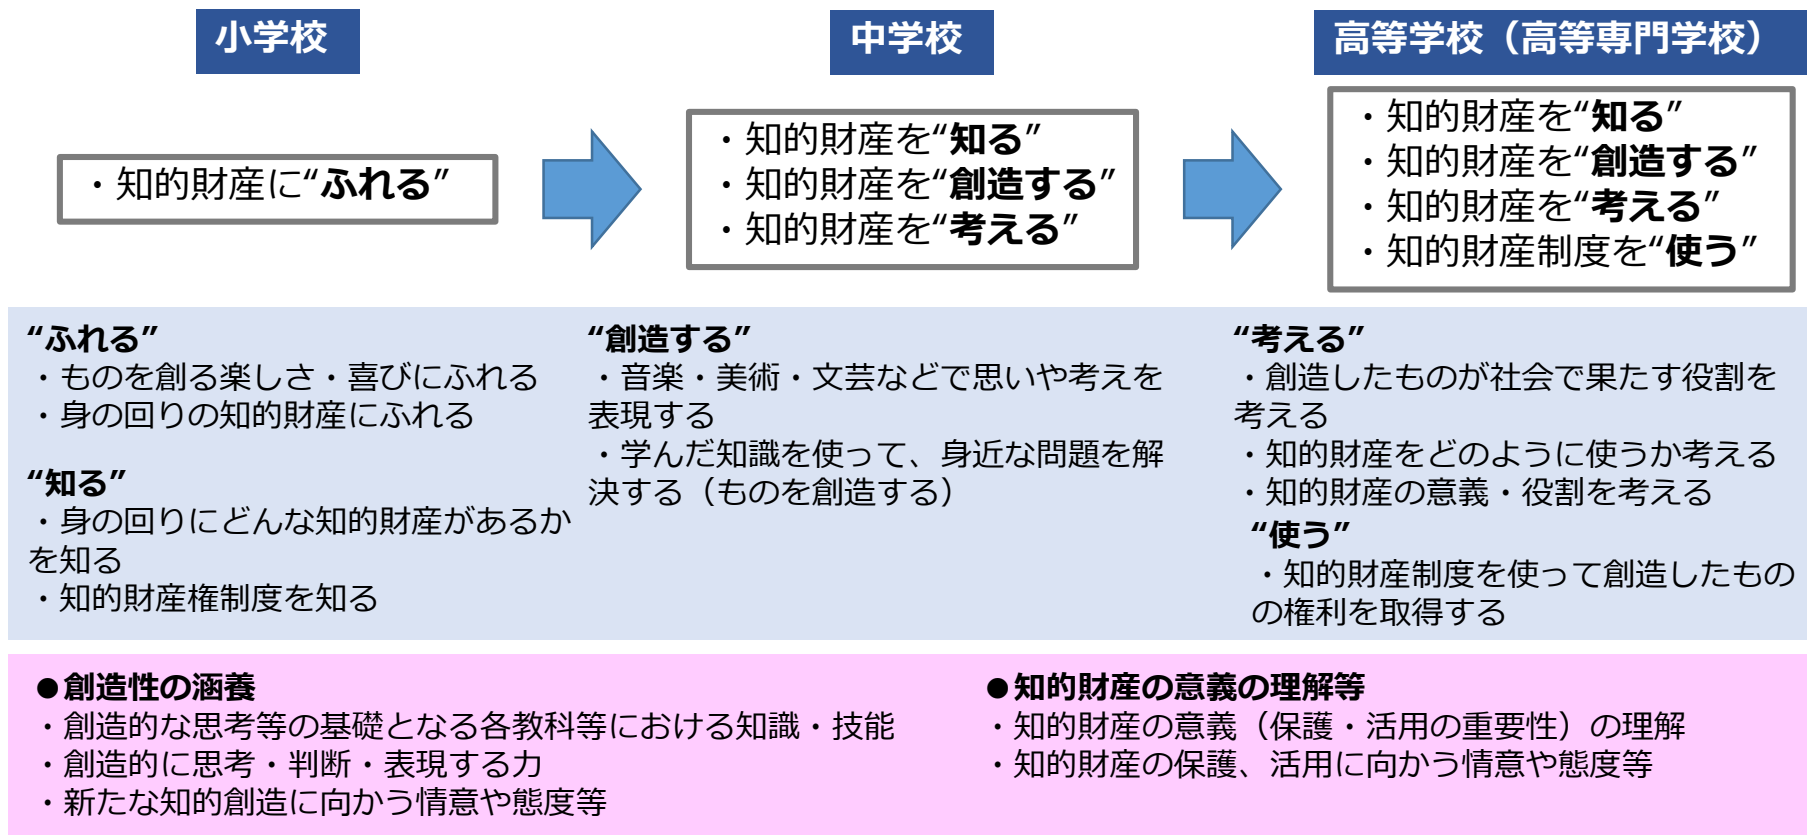 小学校
・知的財産に“ふれる”
中学校
・知的財産を“知る”
・知的財産を“創造する”
・知的財産を“考える”
高等学校（高等専門学校）
・知的財産を“知る”
・知的財産を“創造する”
・知的財産を“考える”
・知的財産制度を“使う”
“ふれる”
・ものを創る楽しさ・喜びにふれる
・身の回りの知的財産にふれる
“知る”
・身の回りにどんな知的財産があるか
を知る
・知的財産権制度を知る
“創造する”
・音楽・美術・文芸などで思いや考えを
表現する
・学んだ知識を使って、身近な問題を解
決する（ものを創造する）
“考える”
・創造したものが社会で果たす役割を
考える
・知的財産をどのように使うか考える
・知的財産の意義・役割を考える
“使う”
・知的財産制度を使って創造したもの
の権利を取得する
●創造性の涵養
・創造的な思考等の基礎となる各教科等における知識・技能
・創造的に思考・判断・表現する力
・新たな知的創造に向かう情意や態度等
●知的財産の意義の理解等
・知的財産の意義（保護・活用の重要性）の理解
・知的財産の保護、活用に向かう情意や態度等